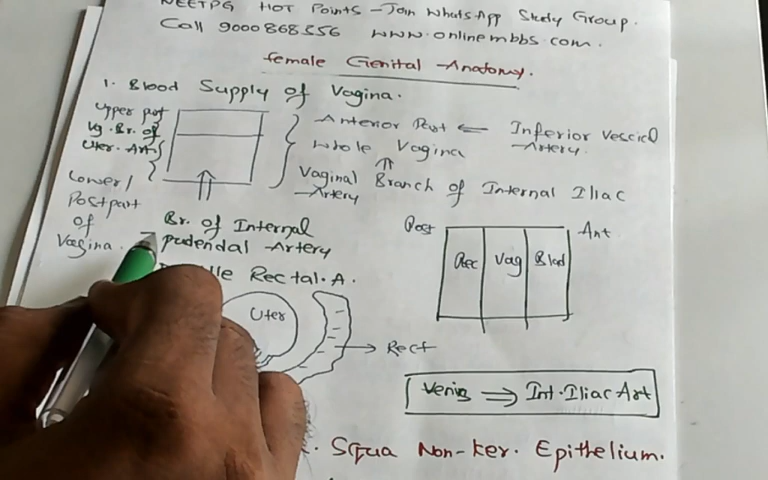 NEETPG HOT Points - Join WhatsApp Study Group.
Call 9000868556 www.onlinembbs.com.
female Genital Anatomy.
1. Blood Supply of Vagina.
Upper part
Vg. Br. of
Uter. Art
Anterior Part ⇐ Inferior Vescicl
Artery.
Whole Vagina
⇑
Vaginal Branch of Internal Iliac
Artery
Lower/
Postpart
of
Vagina.
Br. of Internal
pudendal Artery
Rectal. A.
Post Ant
Rec Vag Blad
Uter
→ Rect
Veins ⇒ Int. Iliac Art
Squa Non-ker. Epithelium.